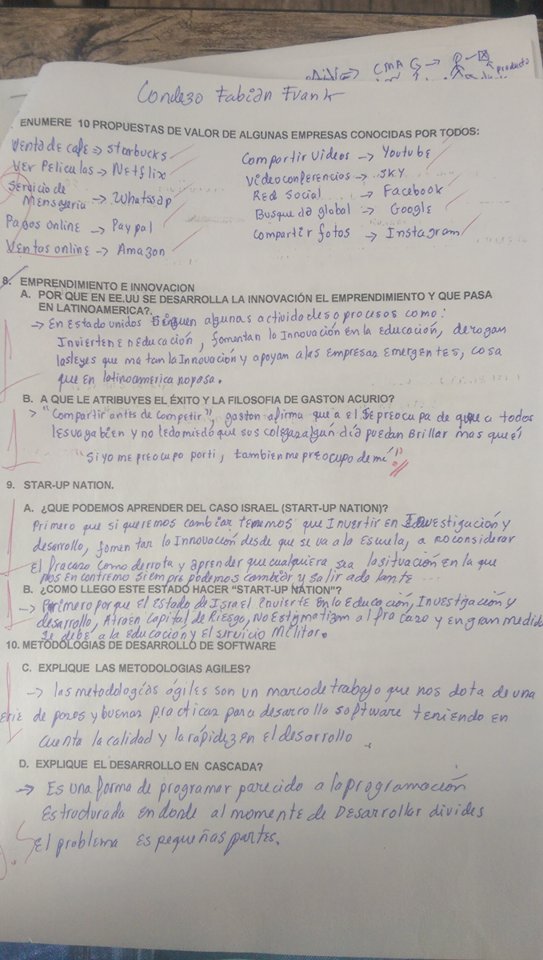 CMA G →
producto
Condezo Fabian Frank
ENUMERE 10 PROPUESTAS DE VALOR DE ALGUNAS EMPRESAS CONOCIDAS POR TODOS:
Venta de cafe → starbucks
Ver Peliculas → Netflix
Servicio de Mensajeria → Whatssap
Pagos online → Paypal
Ventas online → Amazon
Compartir Videos → Youtube
Videoconferencias → SKY
Red Social → Facebook
Busqueda global → Google
Compartir fotos → Instagram
8. EMPRENDIMIENTO E INNOVACION
A. POR QUE EN EE.UU SE DESARROLLA LA INNOVACIÓN EL EMPRENDIMIENTO Y QUE PASA
EN LATINOAMERICA?.
→ En estado unidos siguen algunas actividades o procesos como:
Invierten en educación, fomentan la Innovación en la educación, derogan
las leyes que matan la Innovación y apoyan a las empresas emergentes, cosa
que en latinoamerica no pasa.
B. A QUE LE ATRIBUYES EL ÉXITO Y LA FILOSOFIA DE GASTON ACURIO?
> "Compartir antes de competir", gaston afirma que a el se preocupa de que a todos
les vaya bien y no le da miedo que sus colegas algún día puedan Brillar mas que él
"Si yo me preocupo por ti, tambien me preocupo de mi"
9. STAR-UP NATION.
A. ¿QUE PODEMOS APRENDER DEL CASO ISRAEL (START-UP NATION)?
Primero que si queremos cambiar tenemos que Invertir en Investigación y
desarrollo, fomentar la Innovación desde que se va a la Escuela, a no considerar
el fracaso como derrota y aprender que cualquiera sea la situación en la que
nos encontremos siempre podemos cambiar y salir adelante
B. ¿COMO LLEGO ESTE ESTADO HACER "START-UP NATION"?
→ Primero porque el Estado de Israel Invierte En la Educación, Investigación y
desarrollo, Atraen Capital de Riesgo, No Estigmatizan al fracaso y en gran medida
Se debe a la educacion y el servicio Militar.
10. METODOLOGIAS DE DESARROLLO DE SOFTWARE
C. EXPLIQUE LAS METODOLOGIAS AGILES?
→ las metodologías ágiles son un marco de trabajo que nos dota de una
serie de pasos y buenas practicas para desarrolla software teniendo en
cuenta la calidad y la rápidez en el desarrollo.
D. EXPLIQUE EL DESARROLLO EN CASCADA?
→ Es una forma de programar parecido a la programación
Estructurada en donde al momento de Desarrollar divides
El problema es pequeñas partes.